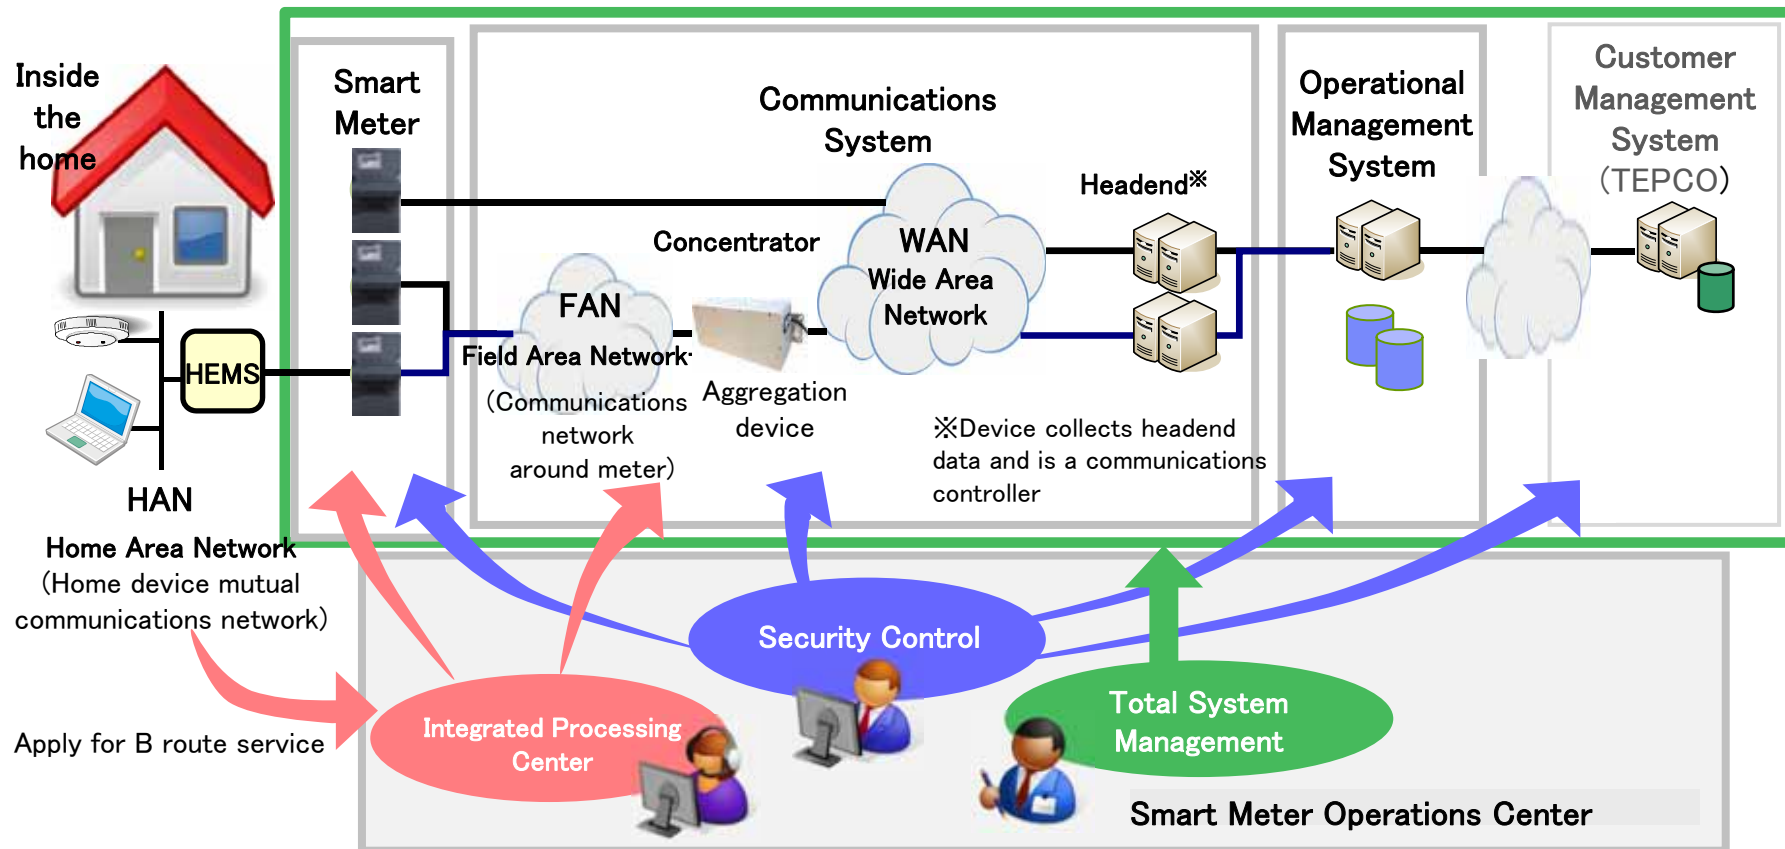 Inside
the
home
Smart
Meter
Communications
System
Operational
Management
System
Customer
Management
System
(TEPCO)
Headend※
Concentrator
WAN
Wide Area
Network
FAN
Field Area Network
(Communications
network
around meter)
Aggregation
device
※Device collects headend
data and is a communications
controller
HEMS
HAN
Home Area Network
(Home device mutual
communications network)
Apply for B route service
Security Control
Integrated Processing
Center
Total System
Management
Smart Meter Operations Center